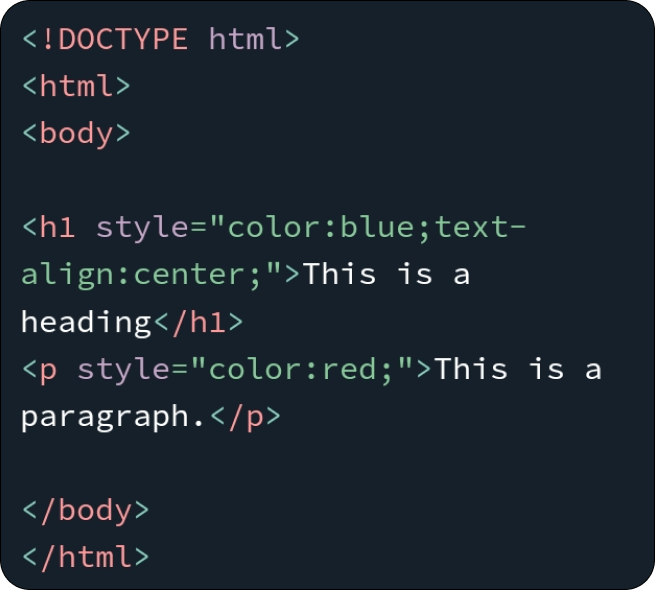 <!DOCTYPE html>
<html>
<body>
<h1 style="color:blue;text-
align:center;">This is a
heading</h1>
<p style="color:red;">This is a
paragraph.</p>
</body>
</html>